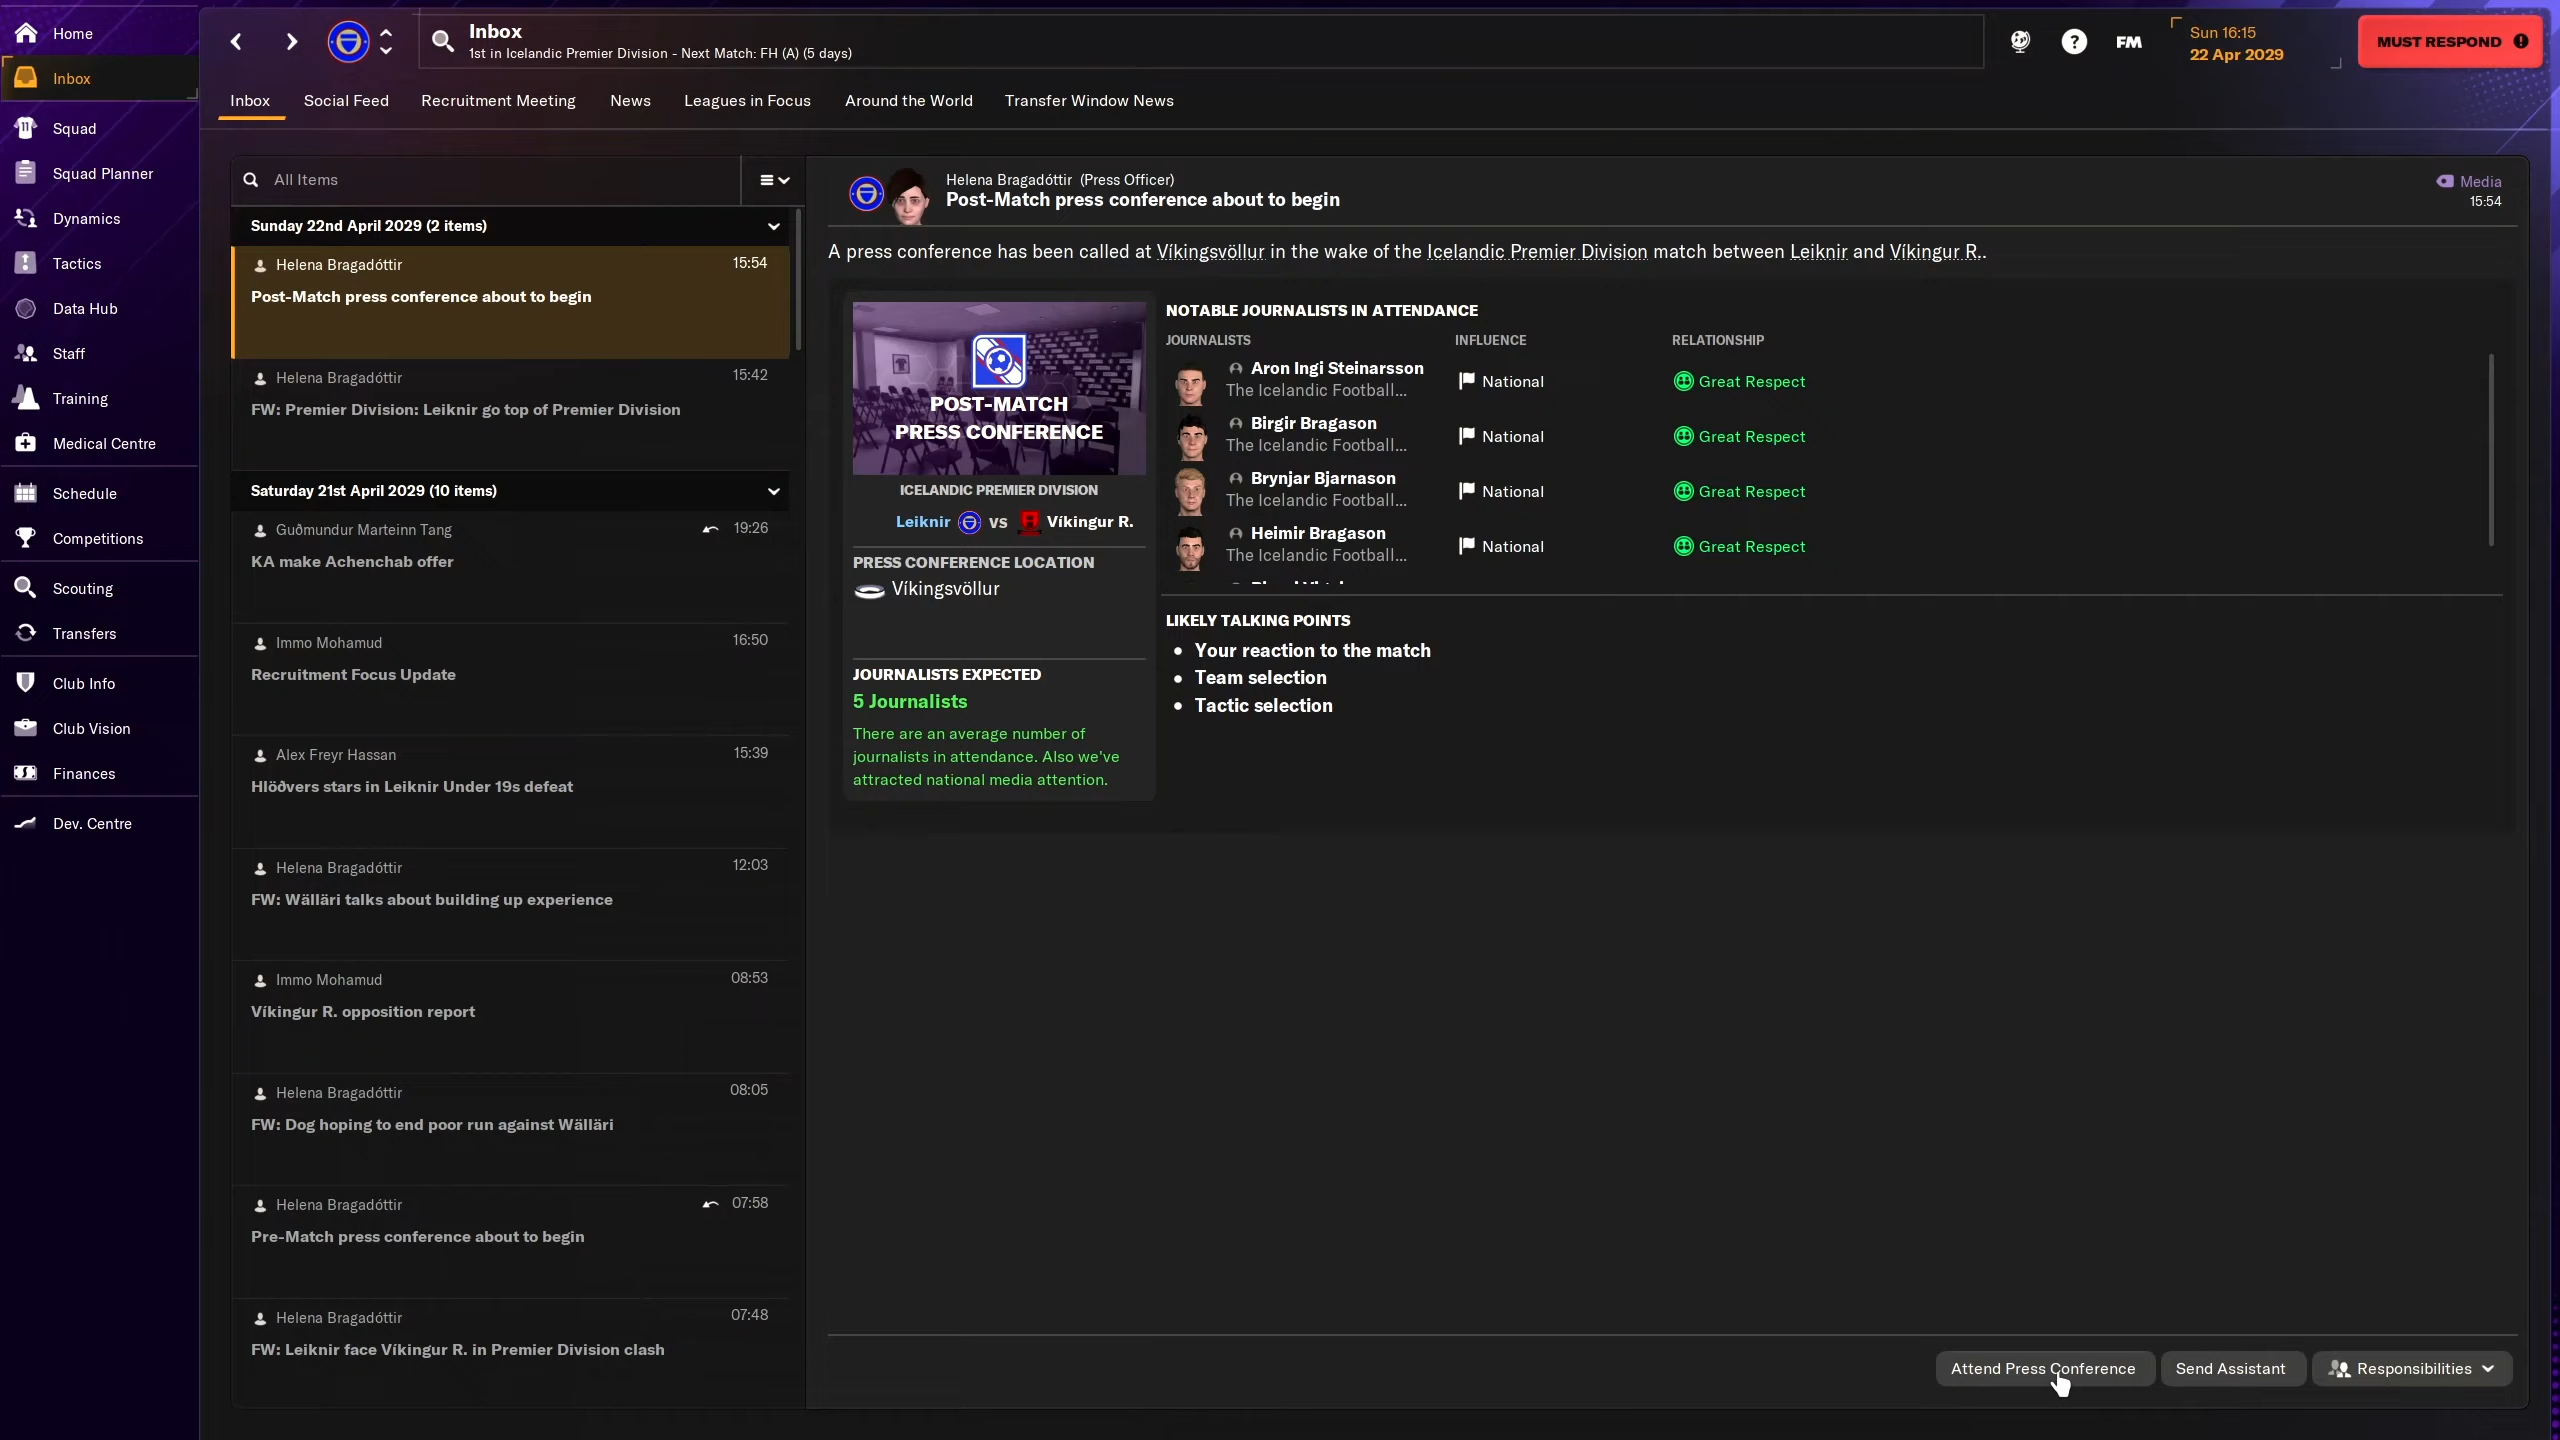 Home
Inbox
Squad
Squad Planner
Dynamics
Tactics
Data Hub
Staff
Training
Medical Centre
Schedule
Competitions
Scouting
Transfers
Club Info
Club Vision
Finances
Dev. Centre
Inbox
1st in Icelandic Premier Division - Next Match: FH (A) (5 days)
FM
Sun 16:15
22 Apr 2029
MUST RESPOND
Inbox Social Feed Recruitment Meeting News Leagues in Focus Around the World Transfer Window News
All Items
Sunday 22nd April 2029 (2 items)
Helena Bragadóttir 15:54
Post-Match press conference about to begin
Helena Bragadóttir 15:42
FW: Premier Division: Leiknir go top of Premier Division
Saturday 21st April 2029 (10 items)
Guðmundur Marteinn Tang 19:26
KA make Achenchab offer
Immo Mohamud 16:50
Recruitment Focus Update
Alex Freyr Hassan 15:39
Hlöðvers stars in Leiknir Under 19s defeat
Helena Bragadóttir 12:03
FW: Wälläri talks about building up experience
Immo Mohamud 08:53
Víkingur R. opposition report
Helena Bragadóttir 08:05
FW: Dog hoping to end poor run against Wälläri
Helena Bragadóttir 07:58
Pre-Match press conference about to begin
Helena Bragadóttir 07:48
FW: Leiknir face Víkingur R. in Premier Division clash
Helena Bragadóttir (Press Officer)
Post-Match press conference about to begin
Media
15:54
A press conference has been called at Víkingsvöllur in the wake of the Icelandic Premier Division match between Leiknir and Víkingur R..
POST-MATCH
PRESS CONFERENCE
ICELANDIC PREMIER DIVISION
Leiknir VS Víkingur R.
PRESS CONFERENCE LOCATION
Víkingsvöllur
JOURNALISTS EXPECTED
5 Journalists
There are an average number of
journalists in attendance. Also we've
attracted national media attention.
NOTABLE JOURNALISTS IN ATTENDANCE
JOURNALISTS INFLUENCE RELATIONSHIP
Aron Ingi Steinarsson
The Icelandic Football...
National Great Respect
Birgir Bragason
The Icelandic Football...
National Great Respect
Brynjar Bjarnason
The Icelandic Football...
National Great Respect
Heimir Bragason
The Icelandic Football...
National Great Respect
LIKELY TALKING POINTS
• Your reaction to the match
• Team selection
• Tactic selection
Attend Press Conference
Send Assistant
Responsibilities